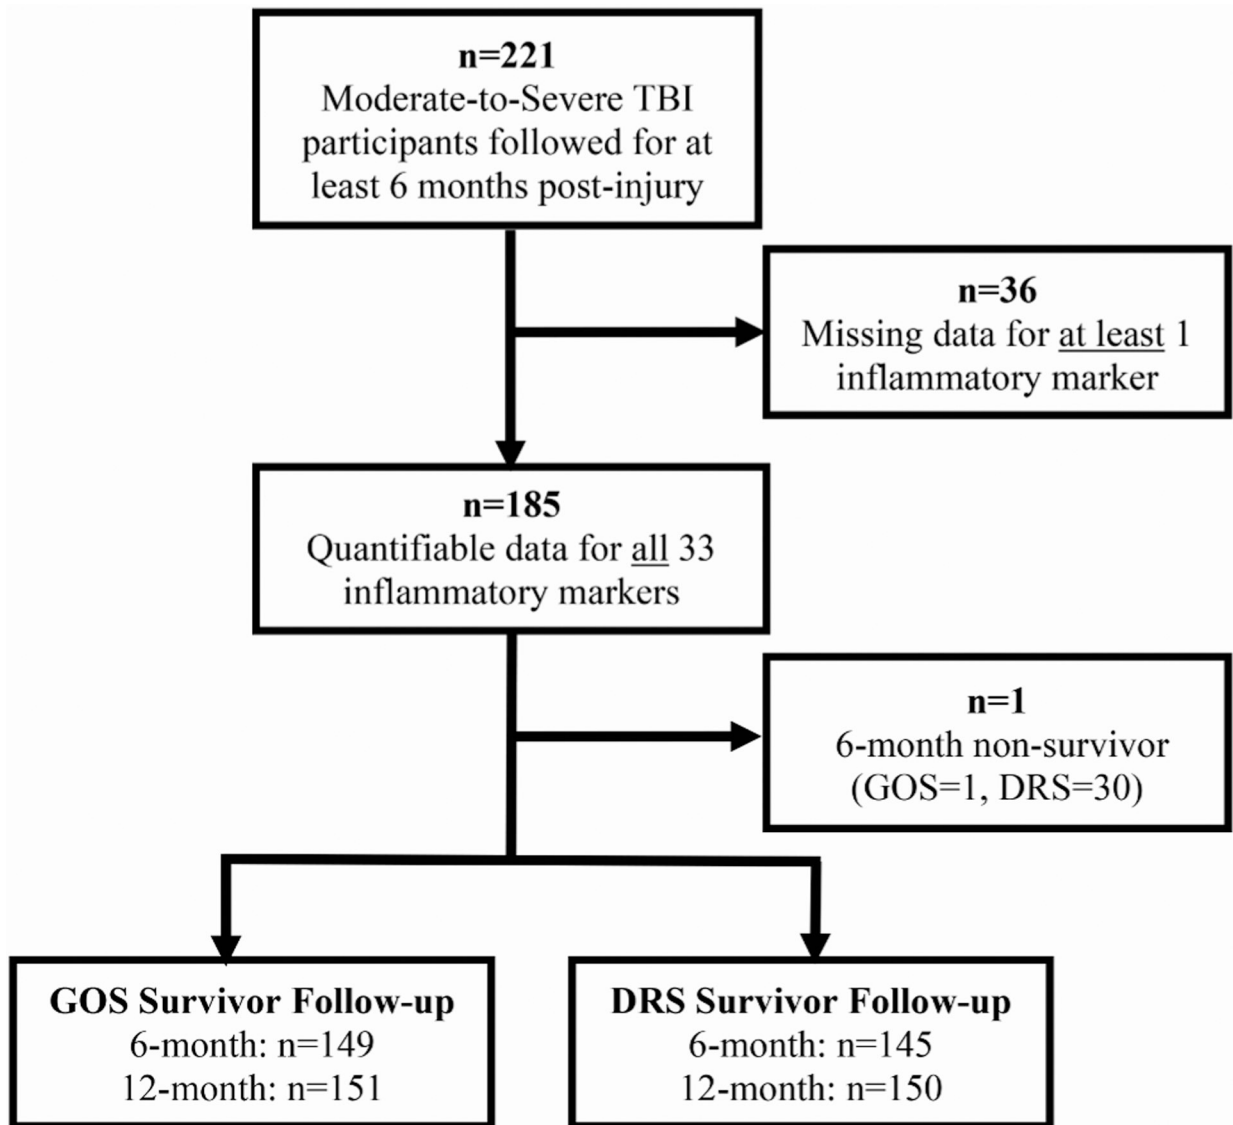 n=221
Moderate-to-Severe TBI
participants followed for at
least 6 months post-injury
n=36
Missing data for at least 1
inflammatory marker
n=185
Quantifiable data for all 33
inflammatory markers
n=1
6-month non-survivor
(GOS=1, DRS=30)
GOS Survivor Follow-up
6-month: n=149
12-month: n=151
DRS Survivor Follow-up
6-month: n=145
12-month: n=150